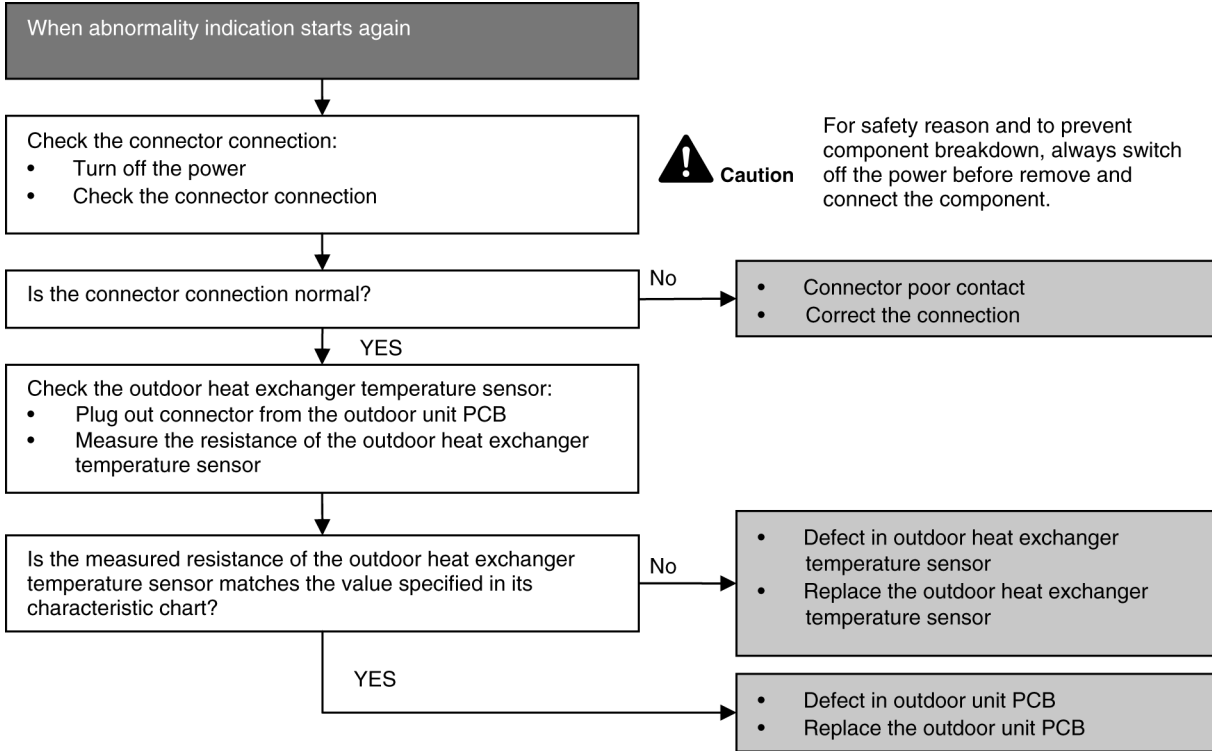 When abnormality indication starts again
Check the connector connection:
• Turn off the power
• Check the connector connection
Caution
For safety reason and to prevent
component breakdown, always switch
off the power before remove and
connect the component.
Is the connector connection normal?
No
• Connector poor contact
• Correct the connection
YES
Check the outdoor heat exchanger temperature sensor:
• Plug out connector from the outdoor unit PCB
• Measure the resistance of the outdoor heat exchanger
temperature sensor
Is the measured resistance of the outdoor heat exchanger
temperature sensor matches the value specified in its
characteristic chart?
No
• Defect in outdoor heat exchanger
temperature sensor
• Replace the outdoor heat exchanger
temperature sensor
YES
• Defect in outdoor unit PCB
• Replace the outdoor unit PCB